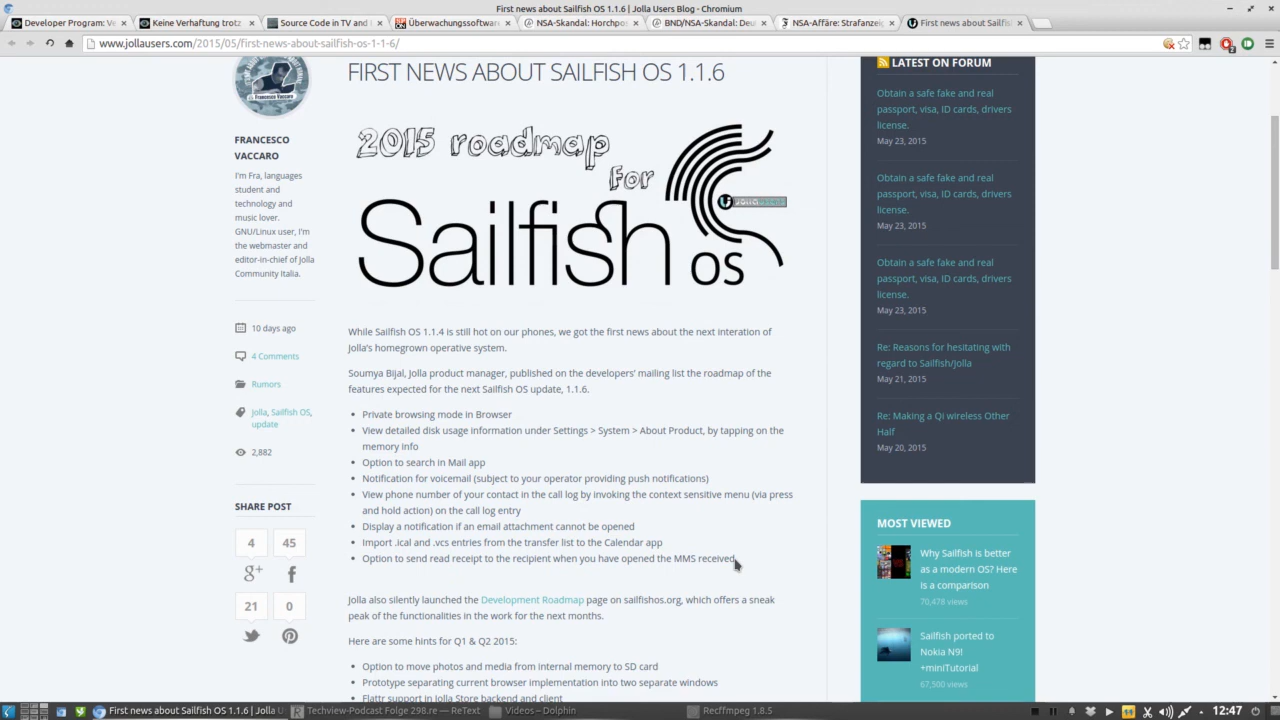 First news about Sailfish OS 1.1.6 | Jolla Users Blog - Chromium
Developer Program: Ve
Keine Verhaftung trotz
Source Code in TV and
Überwachungssoftware
NSA-Skandal: Horchpos
BND/NSA-Skandal: Deu
NSA-Affäre: Strafanzeig
First news about Sailfi
www.jollausers.com/2015/05/first-news-about-sailfish-os-1-1-6/
Francesco Vaccaro
FRANCESCO
VACCARO
I'm Fra, languages
student and
technology and
music lover.
GNU/Linux user, I'm
the webmaster and
editor-in-chief of Jolla
Community Italia.
10 days ago
4 Comments
Rumors
Jolla, Sailfish OS,
update
2,882
SHARE POST
4
45
g+
f
21
0
FIRST NEWS ABOUT SAILFISH OS 1.1.6
2015 roadmap
For
Sailfish os
While Sailfish OS 1.1.4 is still hot on our phones, we got the first news about the next interation of
Jolla's homegrown operative system.
Soumya Bijal, Jolla product manager, published on the developers' mailing list the roadmap of the
features expected for the next Sailfish OS update, 1.1.6.
• Private browsing mode in Browser
• View detailed disk usage information under Settings > System > About Product, by tapping on the
memory info
• Option to search in Mail app
• Notification for voicemail (subject to your operator providing push notifications)
• View phone number of your contact in the call log by invoking the context sensitive menu (via press
and hold action) on the call log entry
• Display a notification if an email attachment cannot be opened
• Import .ical and .vcs entries from the transfer list to the Calendar app
• Option to send read receipt to the recipient when you have opened the MMS received
Jolla also silently launched the Development Roadmap page on sailfishos.org, which offers a sneak
peak of the functionalities in the work for the next months.
Here are some hints for Q1 & Q2 2015:
• Option to move photos and media from internal memory to SD card
• Prototype separating current browser implementation into two separate windows
• Flattr support in Jolla Store backend and client
LATEST ON FORUM
Obtain a safe fake and real
passport, visa, ID cards, drivers
license.
May 23, 2015
Obtain a safe fake and real
passport, visa, ID cards, drivers
license.
May 23, 2015
Obtain a safe fake and real
passport, visa, ID cards, drivers
license.
May 23, 2015
Re: Reasons for hesitating with
regard to Sailfish/Jolla
May 21, 2015
Re: Making a Qi wireless Other
Half
May 20, 2015
MOST VIEWED
Why Sailfish is better
as a modern OS? Here
is a comparison
70,478 views
Sailfish ported to
Nokia N9!
+miniTutorial
67,500 views
First news about Sailfish OS 1.1.6 | Jolla U
Techview-Podcast Folge 298.re — ReText
Videos – Dolphin
Recffmpeg 1.8.5
12:47